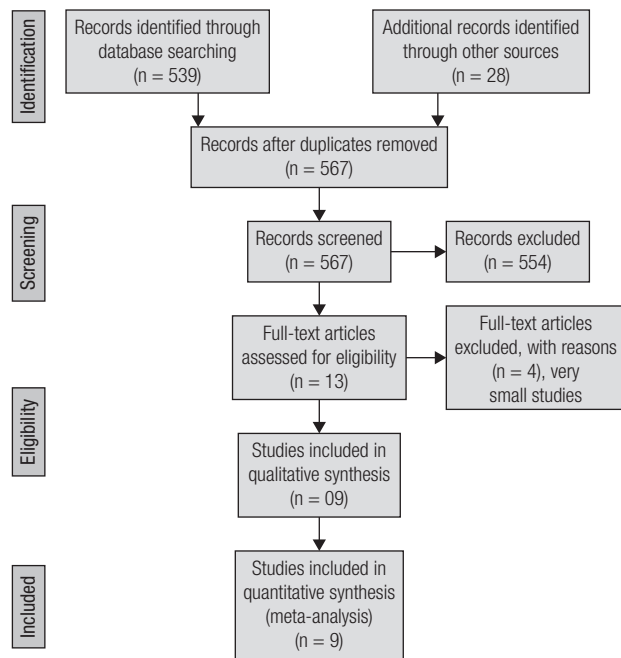 Identification
Records identified through
database searching
(n = 539)
Additional records identified
through other sources
(n = 28)
Records after duplicates removed
(n = 567)
Screening
Records screened
(n = 567)
Records excluded
(n = 554)
Full-text articles
assessed for eligibility
(n = 13)
Full-text articles
excluded, with reasons
(n = 4), very
small studies
Eligibility
Studies included in
qualitative synthesis
(n = 09)
Included
Studies included in
quantitative synthesis
(meta-analysis)
(n = 9)